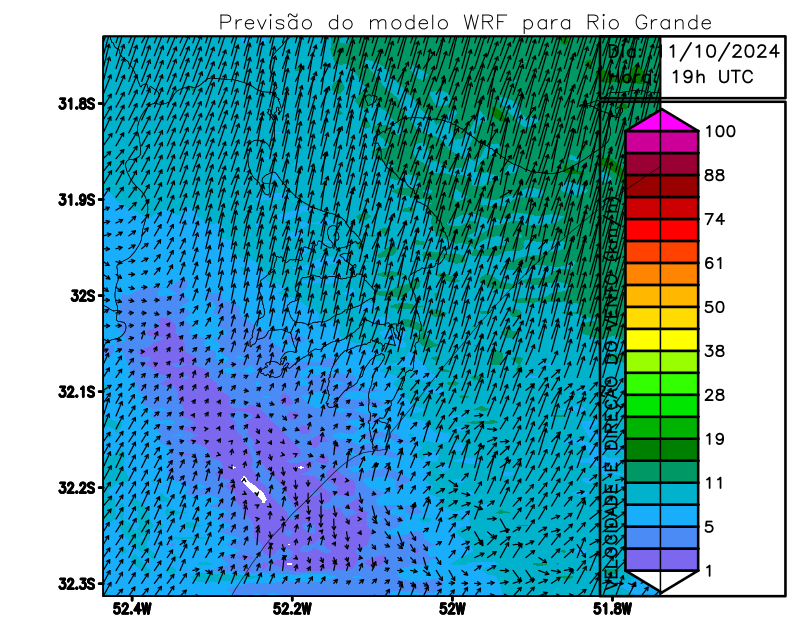 Previsão do modelo WRF para Rio Grande
Dia: 11/10/2024
Hora: 19h UTC
31.8S
31.9S
32S
32.1S
32.2S
32.3S
52.4W
52.2W
52W
51.8W
VELOCIDADE E DIREÇÃO DO VENTO (km/h)
100
88
74
61
50
38
28
19
11
5
1